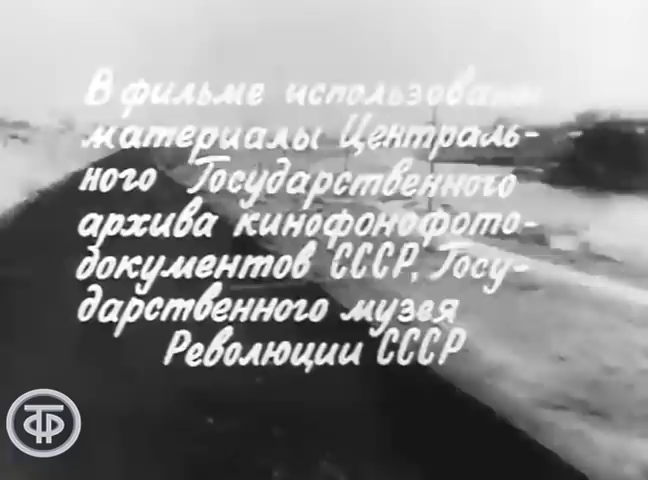 В фильме использованы
материалы Централь-
ного Государственного
архива кинофонофото-
документов СССР, Госу-
дарственного музея
Революции СССР